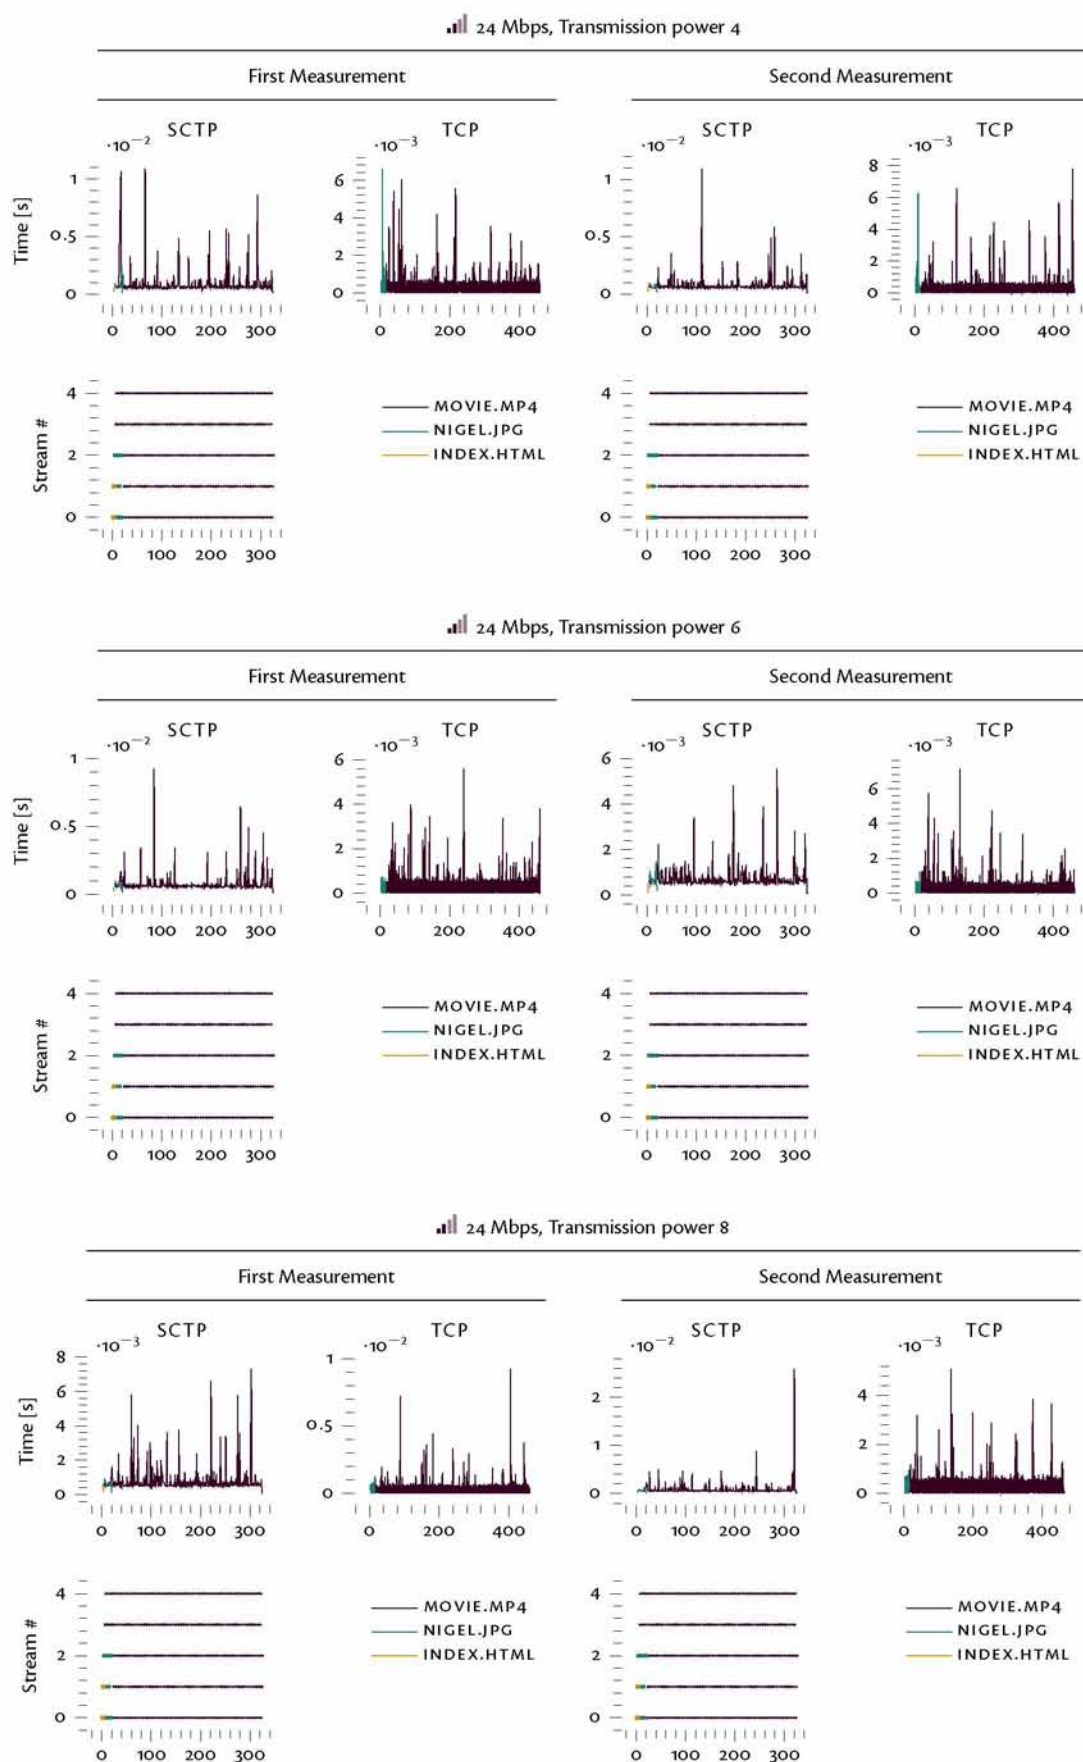 24 Mbps, Transmission power 4
First Measurement
Second Measurement
SCTP
TCP
SCTP
TCP
·10−2
·10−3
·10−2
·10−3
Time [s]
1
0.5
0
6
4
2
0
1
0.5
0
8
6
4
2
0
0 100 200 300
0 200 400
0 100 200 300
0 200 400
Stream #
4
2
0
MOVIE.MP4
NIGEL.JPG
INDEX.HTML
4
2
0
MOVIE.MP4
NIGEL.JPG
INDEX.HTML
0 100 200 300
0 100 200 300
24 Mbps, Transmission power 6
First Measurement
Second Measurement
SCTP
TCP
SCTP
TCP
·10−2
·10−3
·10−3
·10−3
Time [s]
1
0.5
0
6
4
2
0
6
4
2
0
6
4
2
0
0 100 200 300
0 200 400
0 100 200 300
0 200 400
Stream #
4
2
0
MOVIE.MP4
NIGEL.JPG
INDEX.HTML
4
2
0
MOVIE.MP4
NIGEL.JPG
INDEX.HTML
0 100 200 300
0 100 200 300
24 Mbps, Transmission power 8
First Measurement
Second Measurement
SCTP
TCP
SCTP
TCP
·10−3
·10−2
·10−2
·10−3
Time [s]
8
6
4
2
0
1
0.5
0
2
1
0
4
2
0
0 100 200 300
0 200 400
0 100 200 300
0 200 400
Stream #
4
2
0
MOVIE.MP4
NIGEL.JPG
INDEX.HTML
4
2
0
MOVIE.MP4
NIGEL.JPG
INDEX.HTML
0 100 200 300
0 100 200 300